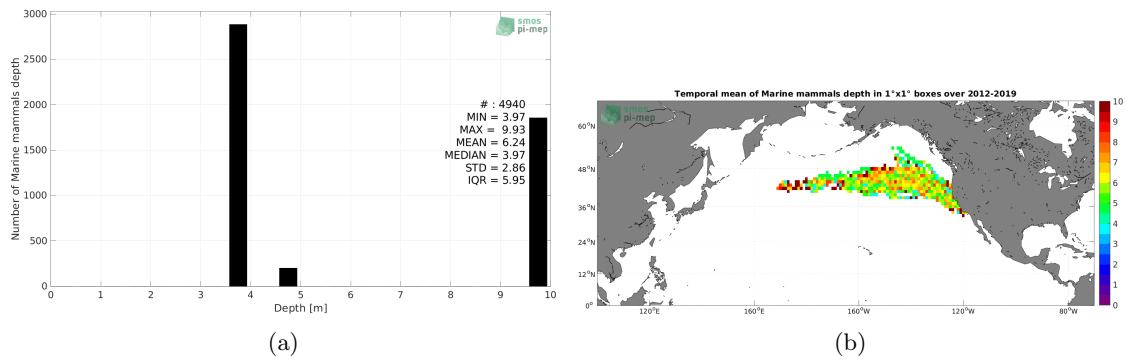 3000
2500
2000
1500
1000
500
0
Number of Marine mammals depth
smos
pi-mep
# : 4940
MIN = 3.97
MAX = 9.93
MEAN = 6.24
MEDIAN = 3.97
STD = 2.86
IQR = 5.95
0 1 2 3 4 5 6 7 8 9 10
Depth [m]
(a)
Temporal mean of Marine mammals depth in 1°x1° boxes over 2012-2019
smos
pi-mep
60°N
48°N
36°N
24°N
12°N
0°
120°E 160°E 160°W 120°W 80°W
10
9
8
7
6
5
4
3
2
1
0
(b)